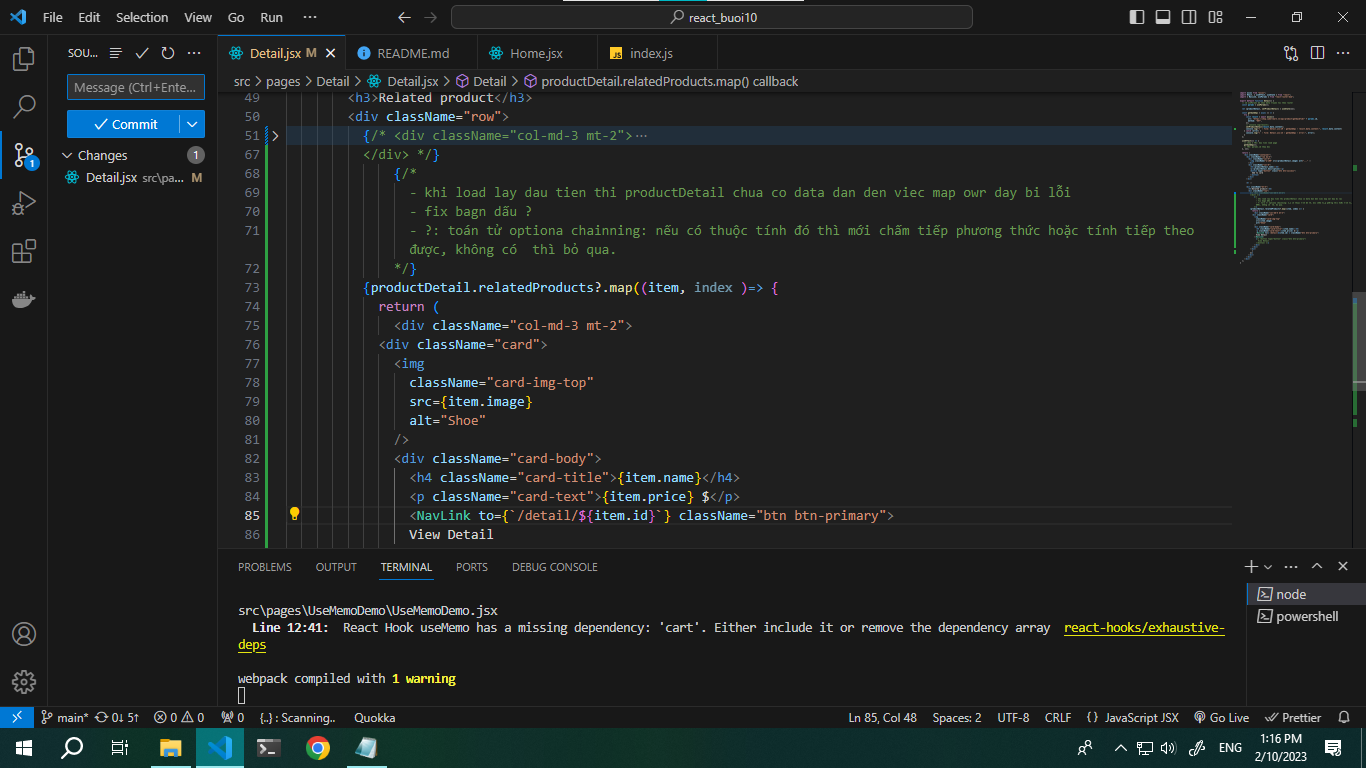 File Edit Selection View Go Run ··· react_buoi10
SOU... Detail.jsx M README.md Home.jsx index.js
src > pages > Detail > Detail.jsx > Detail > productDetail.relatedProducts.map() callback
Message (Ctrl+Ente...
Commit
Changes 1
Detail.jsx src\pa... M
1
49 <h3>Related product</h3>
50 <div className="row">
51 {/* <div className="col-md-3 mt-2">···
67 </div> */}
68 {/*
69 - khi load lay dau tien thi productDetail chua co data dan den viec map owr day bi lỗi
70 - fix bagn dấu ?
71 - ?: toán tử optiona chainning: nếu có thuộc tính đó thì mới chấm tiếp phương thức hoặc tính tiếp theo
được, không có  thì bỏ qua.
72 */}
73 {productDetail.relatedProducts?.map((item, index )=> {
74 return (
75 <div className="col-md-3 mt-2">
76 <div className="card">
77 <img
78 className="card-img-top"
79 src={item.image}
80 alt="Shoe"
81 />
82 <div className="card-body">
83 <h4 className="card-title">{item.name}</h4>
84 <p className="card-text">{item.price} $</p>
85 <NavLink to={`/detail/${item.id}`} className="btn btn-primary">
86 View Detail
PROBLEMS OUTPUT TERMINAL PORTS DEBUG CONSOLE
node
powershell
src\pages\UseMemoDemo\UseMemoDemo.jsx
Line 12:41:  React Hook useMemo has a missing dependency: 'cart'. Either include it or remove the dependency array  react-hooks/exhaustive-
deps
webpack compiled with 1 warning
main* 0↓ 5↑ 0 0 0 {..} : Scanning.. Quokka Ln 85, Col 48 Spaces: 2 UTF-8 CRLF {} JavaScript JSX Go Live Prettier
ENG
1:16 PM
2/10/2023